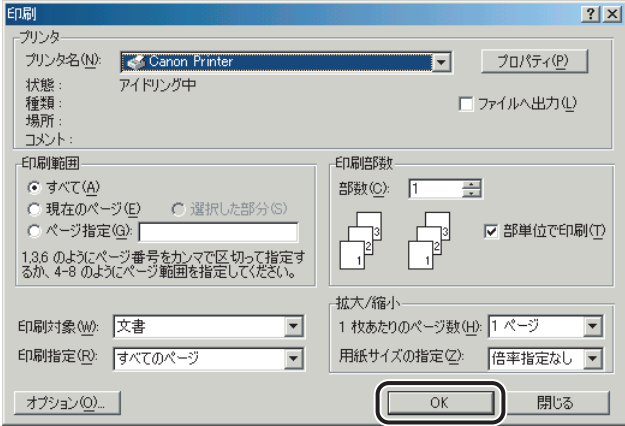 印刷
プリンタ
プリンタ名(N): Canon Printer プロパティ(P)
状態: アイドリング中
種類: ファイルへ出力(L)
場所:
コメント:
印刷範囲
すべて(A)
現在のページ(E) 選択した部分(S)
ページ指定(G):
1,3,6 のようにページ番号をカンマで区切って指定す
るか、4-8 のようにページ範囲を指定してください。
印刷部数
部数(C): 1
1 2 3 1 2 3
部単位で印刷(T)
印刷対象(W): 文書
印刷指定(R): すべてのページ
拡大/縮小
1 枚あたりのページ数(H): 1 ページ
用紙サイズの指定(Z): 倍率指定なし
オプション(O)... OK 閉じる